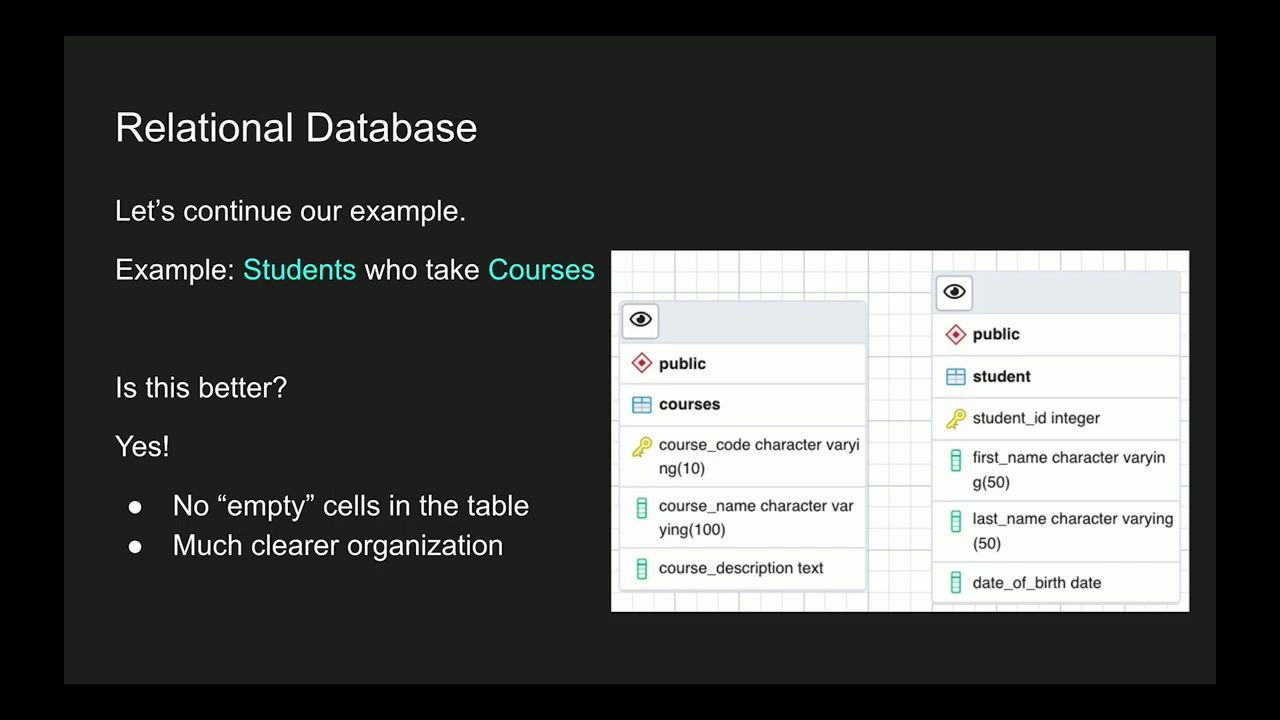 Relational Database
Let’s continue our example.
Example: Students who take Courses
Is this better?
Yes!
● No “empty” cells in the table
● Much clearer organization
public
courses
course_code character varyi
ng(10)
course_name character var
ying(100)
course_description text
public
student
student_id integer
first_name character varyin
g(50)
last_name character varying
(50)
date_of_birth date